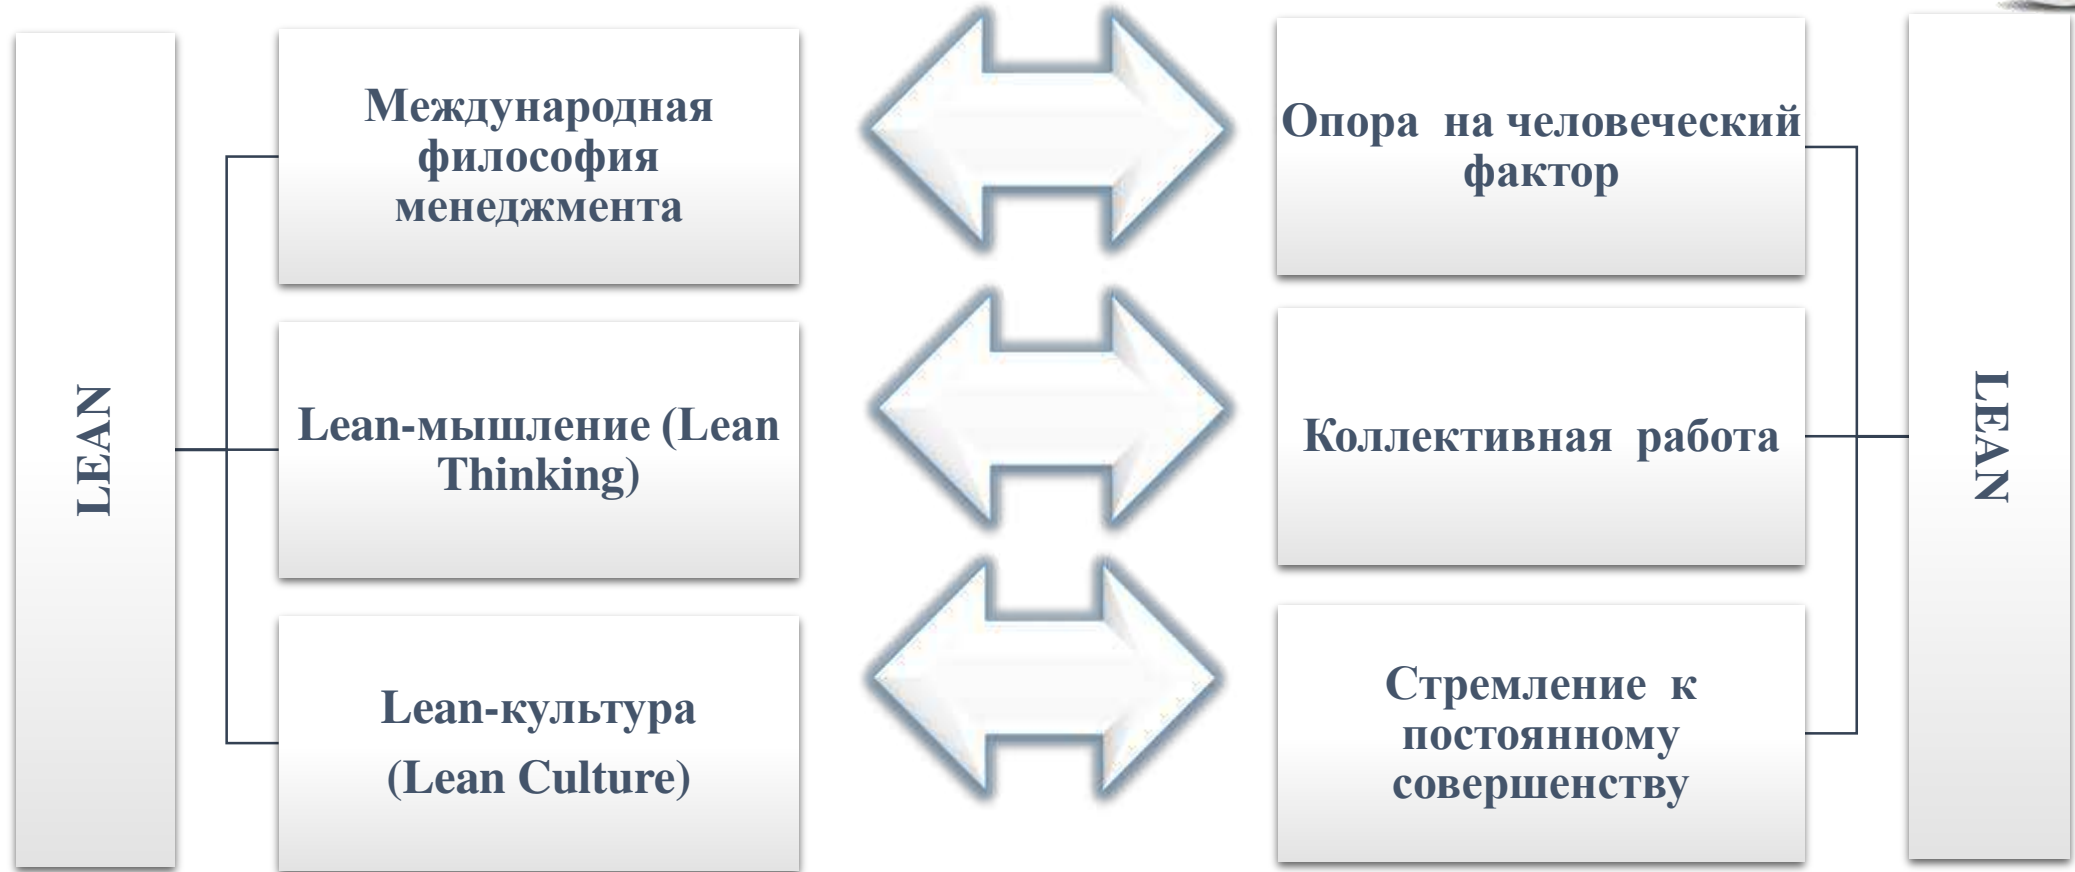 LEAN
Международная
философия
менеджмента
Lean-мышление (Lean
Thinking)
Lean-культура
(Lean Culture)
Опора на человеческий
фактор
Коллективная работа
Стремление к
постоянному
совершенству
LEAN